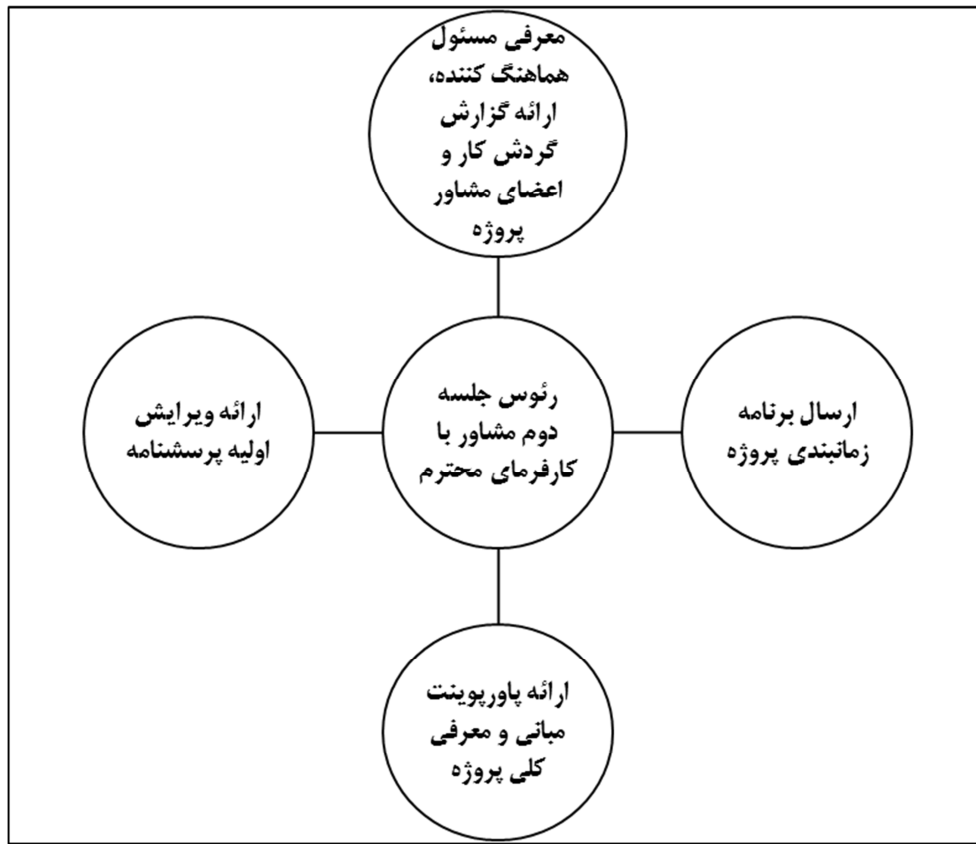 معرفی مسئول
هماهنگ کننده،
ارائه گزارش
گردش کار و
اعضای مشاور
پروژه
ارسال برنامه
زمانبندی پروژه
رئوس جلسه
دوم مشاور با
کارفرمای محترم
ارائه ویرایش
اولیه پرسشنامه
ارائه پاورپوینت
مبانی و معرفی
کلی پروژه